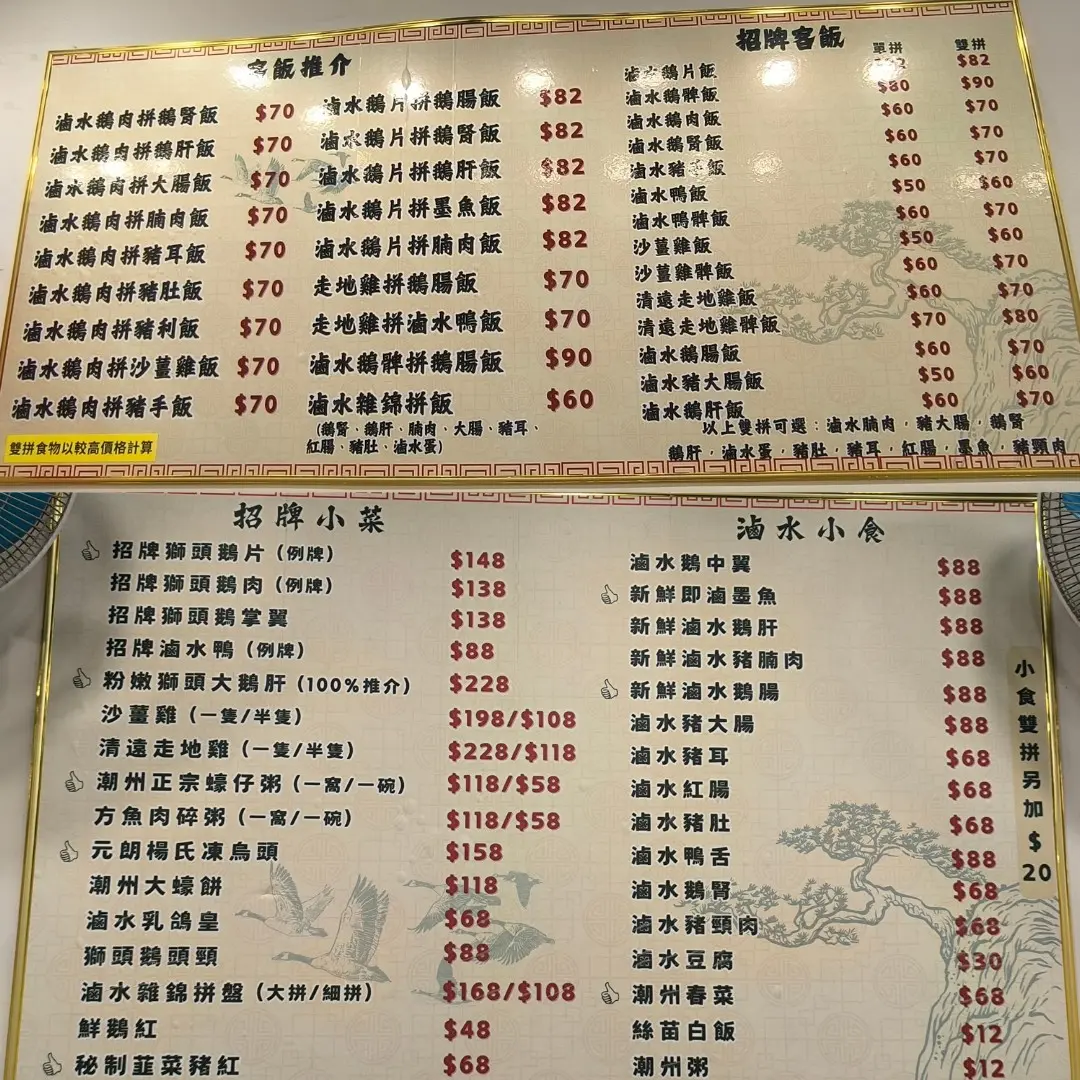 客飯推介
滷水鵝肉拼鵝腎飯 $70
滷水鵝肉拼鵝肝飯 $70
滷水鵝肉拼大腸飯 $70
滷水鵝肉拼腩肉飯 $70
滷水鵝肉拼豬耳飯 $70
滷水鵝肉拼豬肚飯 $70
滷水鵝肉拼豬利飯 $70
滷水鵝肉拼沙薑雞飯 $70
滷水鵝肉拼豬手飯 $70
雙拼食物以較高價格計算
滷水鵝片拼鵝腸飯 $82
滷水鵝片拼鵝腎飯 $82
滷水鵝片拼鵝肝飯 $82
滷水鵝片拼墨魚飯 $82
滷水鵝片拼腩肉飯 $82
走地雞拼鵝腸飯 $70
走地雞拼滷水鴨飯 $70
滷水鵝髀拼鵝腸飯 $90
滷水雜錦拼飯 $60
(鵝腎、鵝肝、腩肉、大腸、豬耳、
紅腸、豬肚、滷水蛋)
招牌客飯
單拼 雙拼
滷水鵝片飯 $82
滷水鵝髀飯 $80 $90
滷水鵝肉飯 $60 $70
滷水鵝腎飯 $60 $70
滷水豬手飯 $60 $70
滷水鴨飯 $50 $60
滷水鴨髀飯 $60 $70
沙薑雞飯 $50 $60
沙薑雞髀飯 $60 $70
清遠走地雞飯 $60 $70
清遠走地雞髀飯 $70 $80
滷水鵝腸飯 $60 $70
滷水豬大腸飯 $50 $60
滷水鵝肝飯 $60 $70
以上雙拼可選：滷水腩肉，豬大腸，鵝腎
鵝肝，滷水蛋，豬肚，豬耳，紅腸，墨魚，豬頸肉
招牌小菜
招牌獅頭鵝片 (例牌) $148
招牌獅頭鵝肉 (例牌) $138
招牌獅頭鵝掌翼 $138
招牌滷水鴨 (例牌) $88
粉嫩獅頭大鵝肝 (100%推介) $228
沙薑雞 (一隻/半隻) $198/$108
清遠走地雞 (一隻/半隻) $228/$118
潮州正宗蠔仔粥 (一窩/一碗) $118/$58
方魚肉碎粥 (一窩/一碗) $118/$58
元朗楊氏凍烏頭 $158
潮州大蠔餅 $118
滷水乳鴿皇 $68
獅頭鵝頭頸 $88
滷水雜錦拼盤 (大拼/細拼) $168/$108
鮮鵝紅 $48
秘制韮菜豬紅 $68
滷水小食
滷水鵝中翼 $88
新鮮即滷墨魚 $88
新鮮滷水鵝肝 $88
新鮮滷水豬腩肉 $88
新鮮滷水鵝腸 $88
滷水豬大腸 $88
滷水豬耳 $68
滷水紅腸 $68
滷水豬肚 $68
滷水鴨舌 $88
滷水鵝腎 $68
滷水豬頸肉 $68
滷水豆腐 $30
潮州春菜 $68
絲苗白飯 $12
潮州粥 $12
小食雙拼另加$20